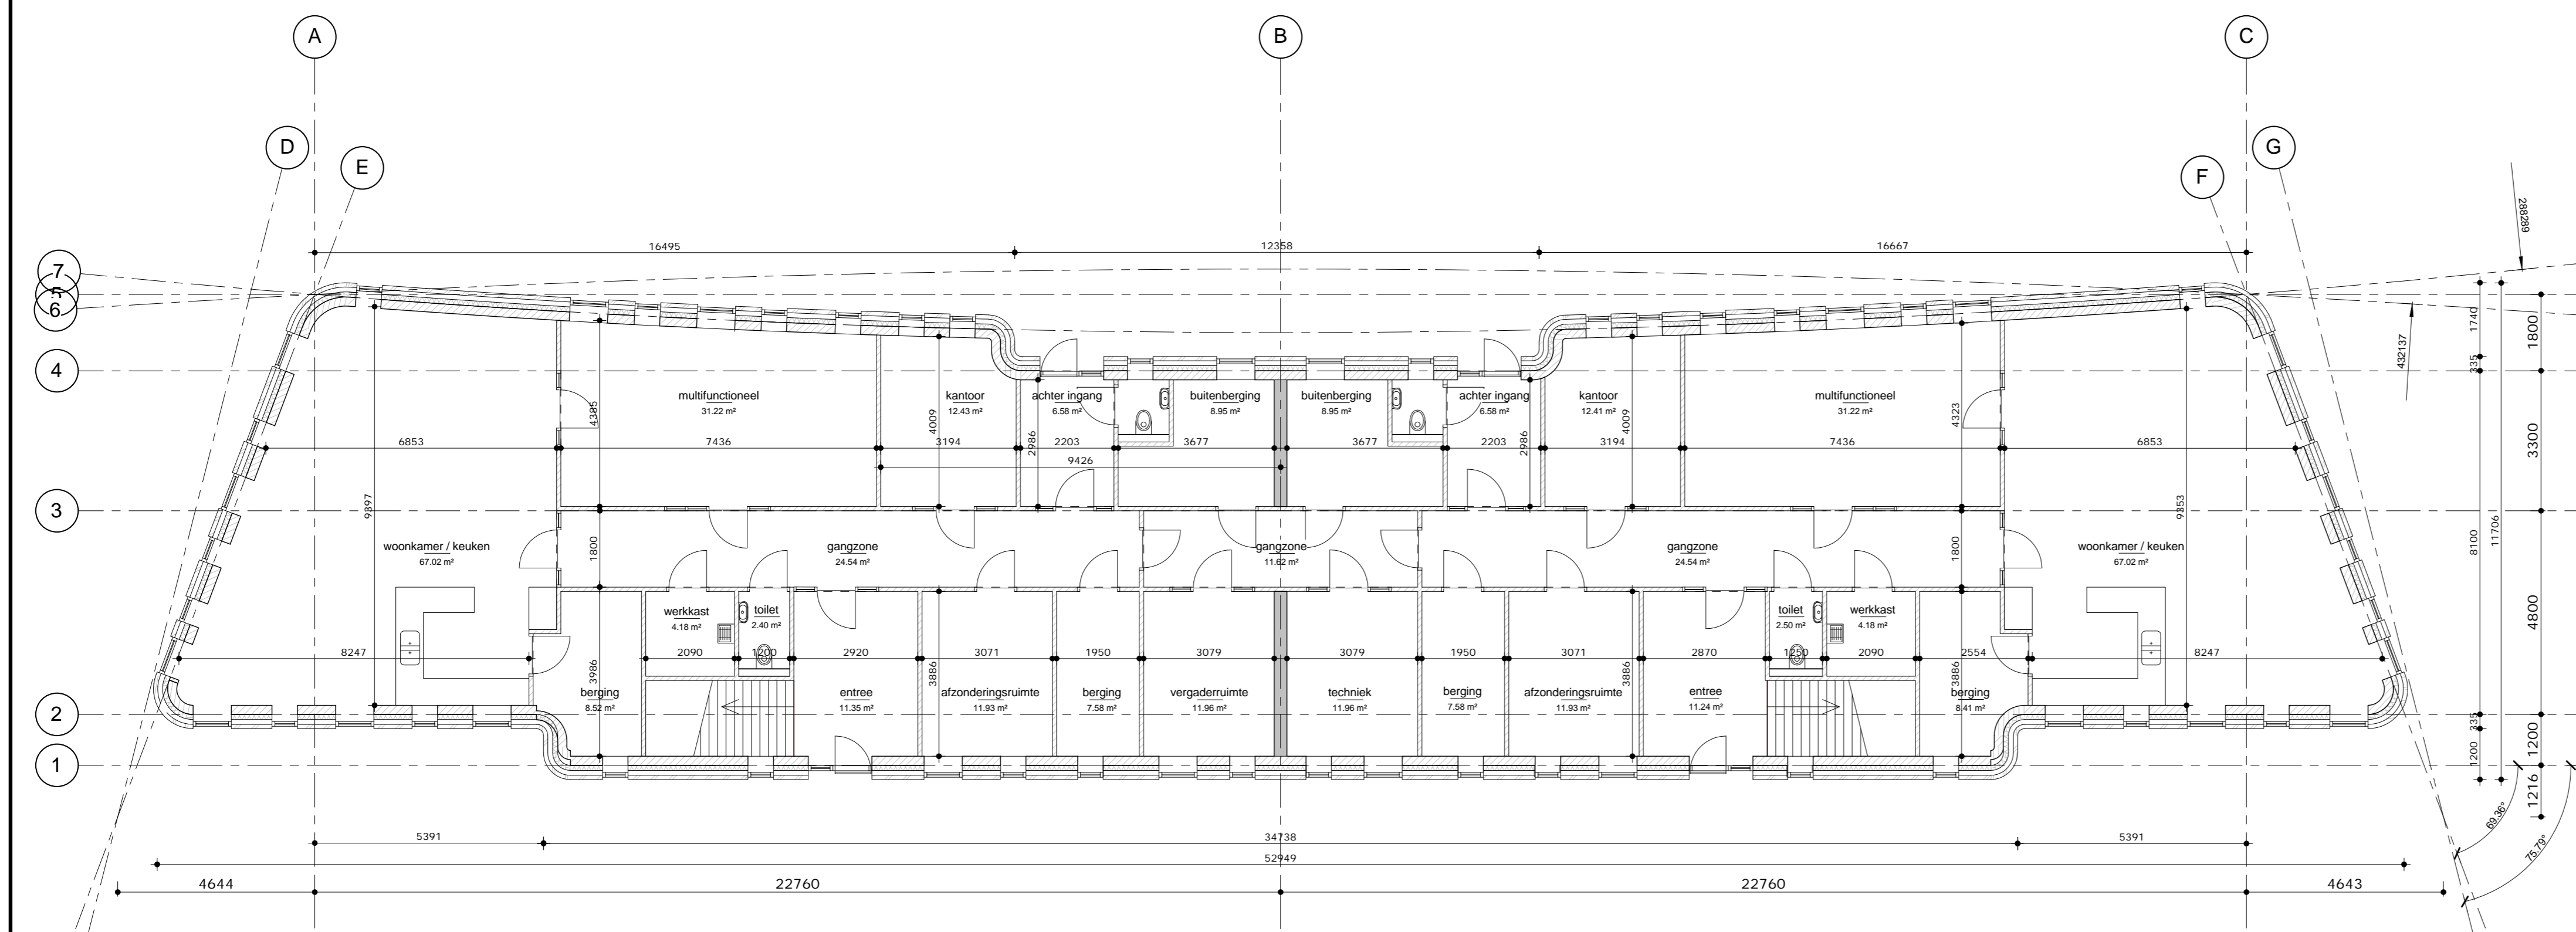 A
B
C
D
E
F
G
288289
432137
16495
12358
16667
7
5
6
4
3
2
1
1740
1800
335
3300
8100
11706
4800
335
1200
1200
1216
69.36°
75.79°
multifunctioneel
31.22 m²
kantoor
12.43 m²
achter ingang
6.58 m²
buitenberging
8.95 m²
buitenberging
8.95 m²
achter ingang
6.58 m²
kantoor
12.41 m²
multifunctioneel
31.22 m²
4385
4009
2986
2986
4009
4323
6853
7436
3194
2203
3677
3677
2203
3194
7436
6853
9426
9397
9353
woonkamer / keuken
67.02 m²
1800
gangzone
24.54 m²
gangzone
11.62 m²
gangzone
24.54 m²
1800
woonkamer / keuken
67.02 m²
werkkast
4.18 m²
toilet
2.40 m²
toilet
2.50 m²
werkkast
4.18 m²
8247
2090
1200
2920
3071
1950
3079
3079
1950
3071
2870
1250
2090
2554
8247
3986
3886
3886
3886
berging
8.52 m²
entree
11.35 m²
afzonderingsruimte
11.93 m²
berging
7.58 m²
vergaderruimte
11.96 m²
techniek
11.96 m²
berging
7.58 m²
afzonderingsruimte
11.93 m²
entree
11.24 m²
berging
8.41 m²
5391
34738
5391
52949
4644
22760
22760
4643